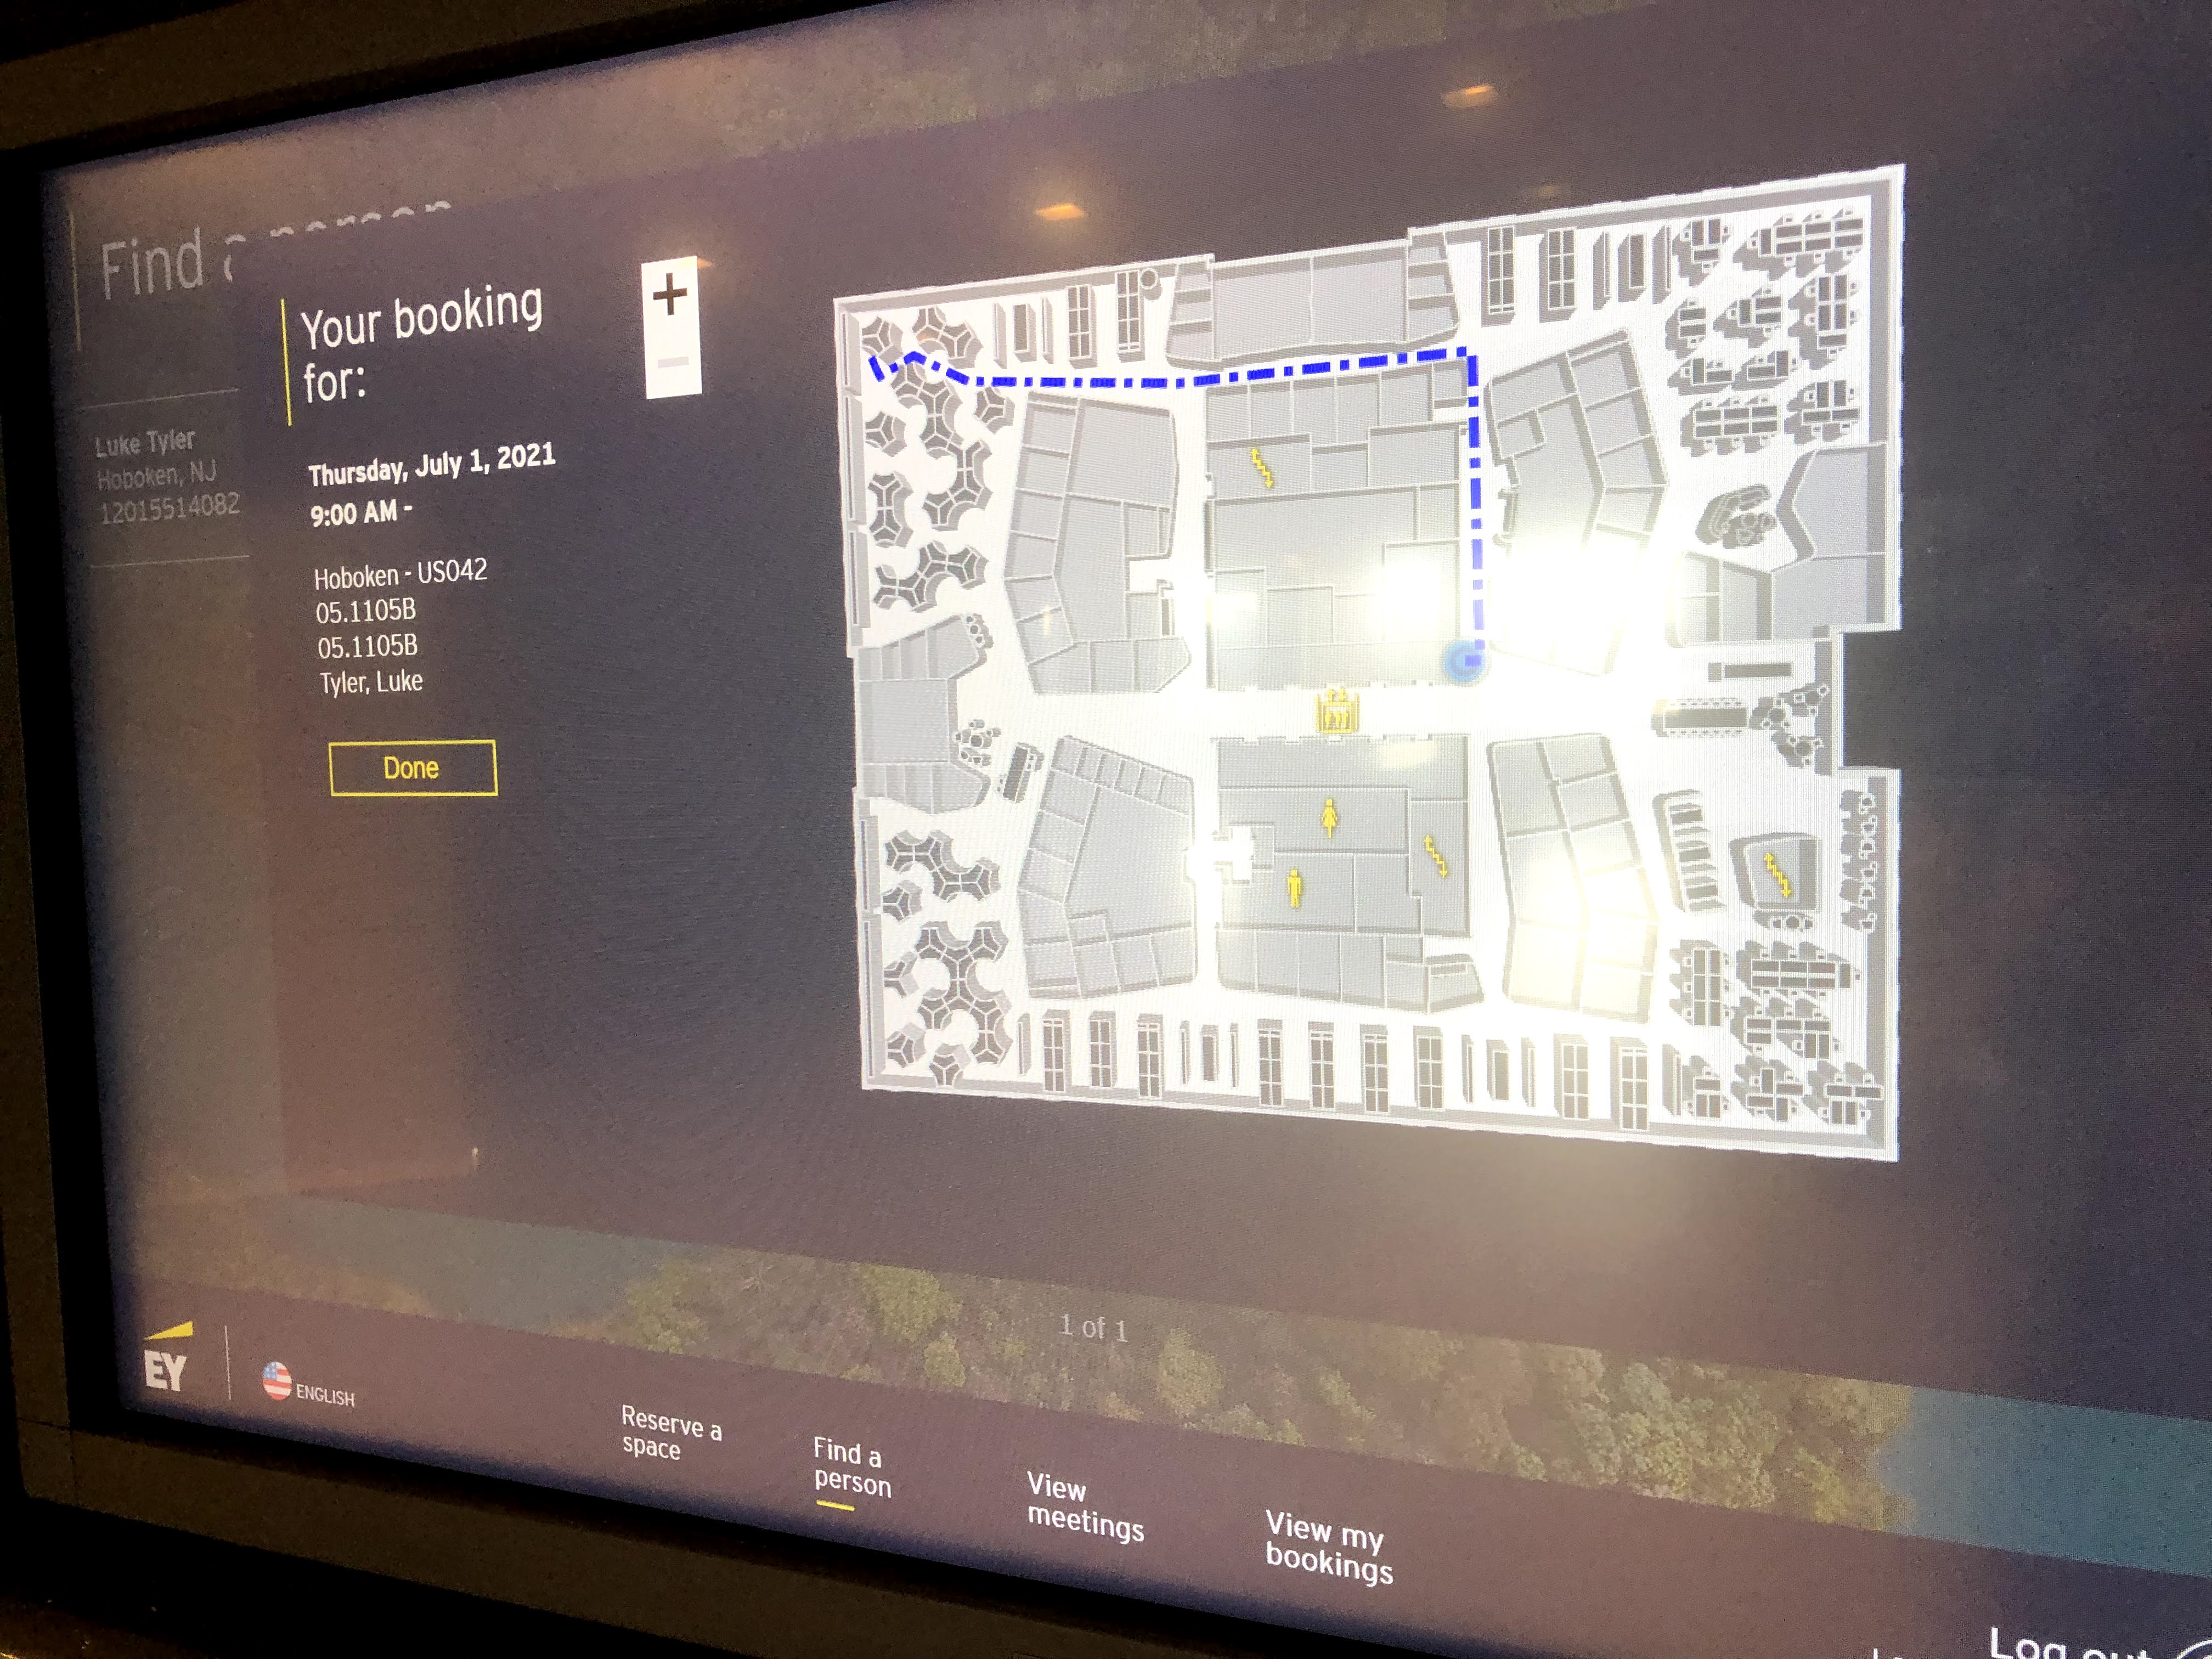 Find a person
Luke Tyler
Hoboken, NJ
12015514082
Your booking
for:
+
Thursday, July 1, 2021
9:00 AM -
Hoboken - US042
05.1105B
05.1105B
Tyler, Luke
Done
1 of 1
EY
ENGLISH
Reserve a
space
Find a
person
View
meetings
View my
bookings
Log out